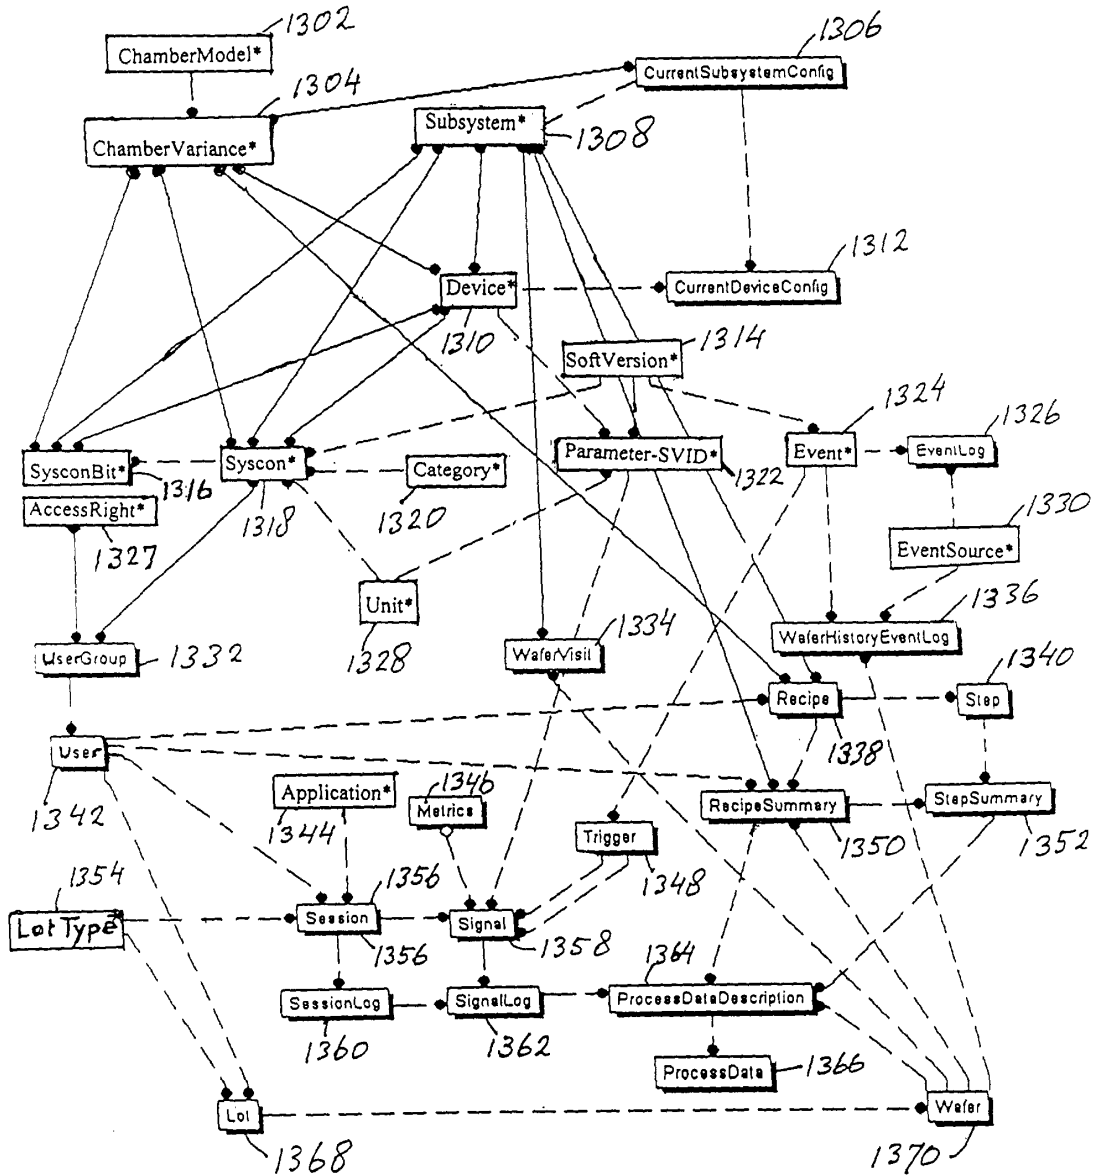 1302
ChamberModel*
1306
CurrentSubsystemConfig
1304
ChamberVariance*
Subsystem*
1308
1312
CurrentDeviceConfig
Device*
1310
1314
SoftVersion*
1324
1326
Event*
EventLog
SysconBit*
Syscon*
Category*
Parameter-SVID*
1322
1316
1318
1320
AccessRight*
1327
1330
EventSource*
Unit*
1328
1336
WaferHistoryEventLog
1334
WaferVisit
UserGroup
1332
1340
Recipe
Step
1338
User
1342
Application*
1344
1346
Metrics
RecipeSummary
1350
StepSummary
1352
Trigger
1348
1354
Lot Type
1356
Session
1356
Signal
1358
1364
SessionLog
1360
SignalLog
1362
ProcessDataDescription
ProcessData
1366
Lot
1368
Wafer
1370